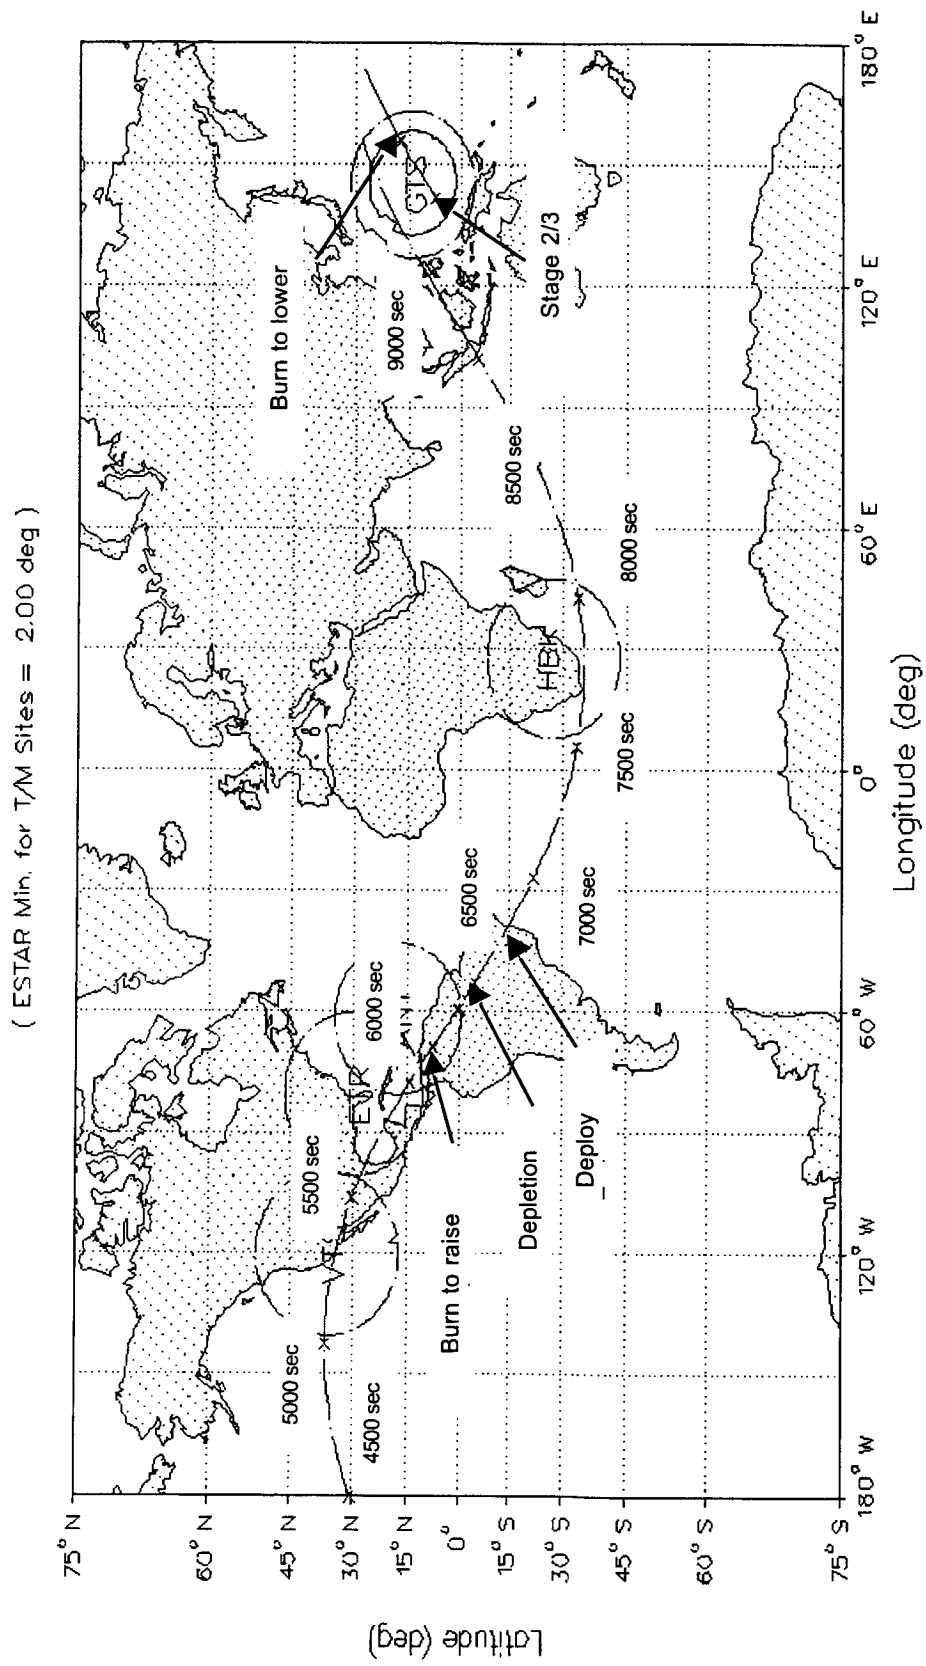 ( ESTAR Min. for T/M Sites = 2.00 deg )
Latitude (deg)
75° N
60° N
45° N
30° N
15° N
0°
15° S
30° S
45° S
60° S
75° S
180° W
120° W
60° W
0°
60° E
120° E
180° E
Longitude (deg)
4500 sec
5000 sec
5500 sec
6000 sec
6500 sec
7000 sec
7500 sec
8000 sec
8500 sec
9000 sec
Burn to raise
Depletion
Deploy
Burn to lower
Stage 2/3
HBK
GTS